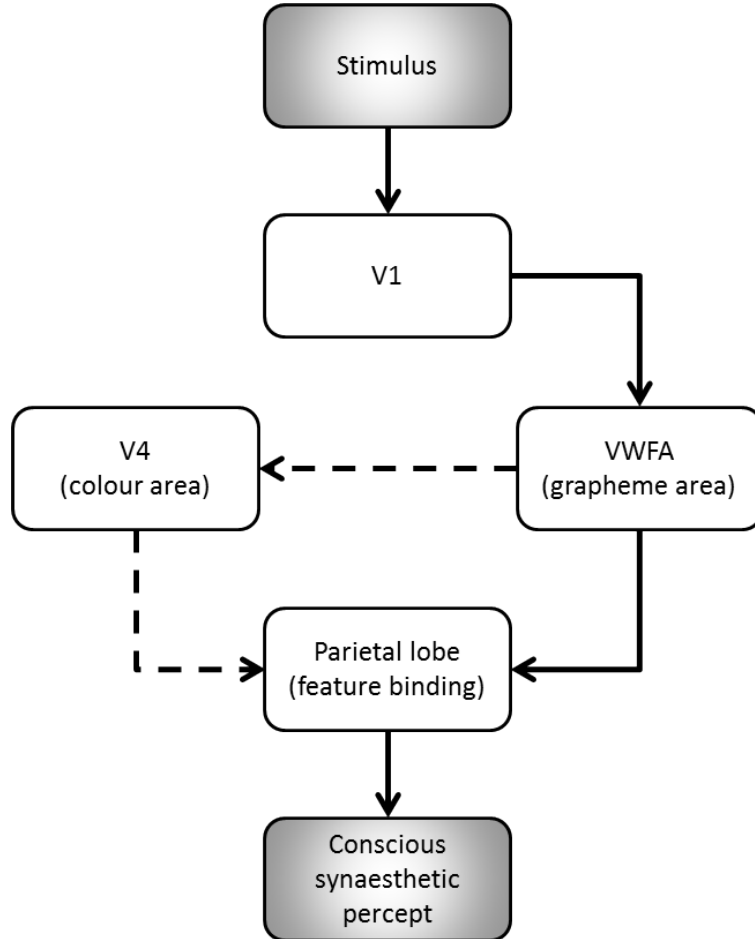 Stimulus
V1
V4
(colour area)
VWFA
(grapheme area)
Parietal lobe
(feature binding)
Conscious
synaesthetic
percept